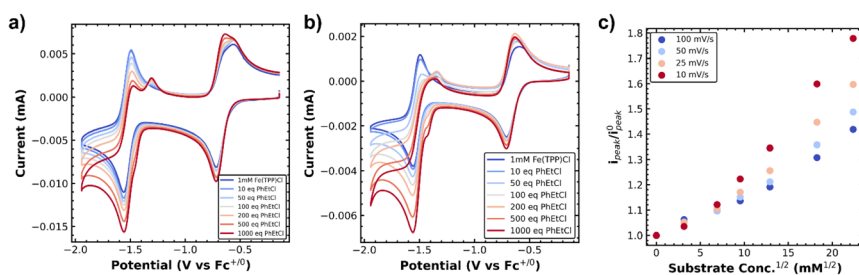 a)
0.005
0.000
−0.005
−0.010
−0.015
Current (mA)
1mM Fe(TPP)Cl
10 eq PhEtCl
50 eq PhEtCl
100 eq PhEtCl
200 eq PhEtCl
500 eq PhEtCl
1000 eq PhEtCl
−2.0 −1.5 −1.0 −0.5
Potential (V vs Fc+/0)
b)
0.002
0.000
−0.002
−0.004
−0.006
Current (mA)
1mM Fe(TPP)Cl
10 eq PhEtCl
50 eq PhEtCl
100 eq PhEtCl
200 eq PhEtCl
500 eq PhEtCl
1000 eq PhEtCl
−2.0 −1.5 −1.0 −0.5
Potential (V vs Fc+/0)
c)
1.8
1.7
1.6
1.5
1.4
1.3
1.2
1.1
1.0
ipeak/I0peak
100 mV/s
50 mV/s
25 mV/s
10 mV/s
0 5 10 15 20
Substrate Conc.1/2 (mM1/2)